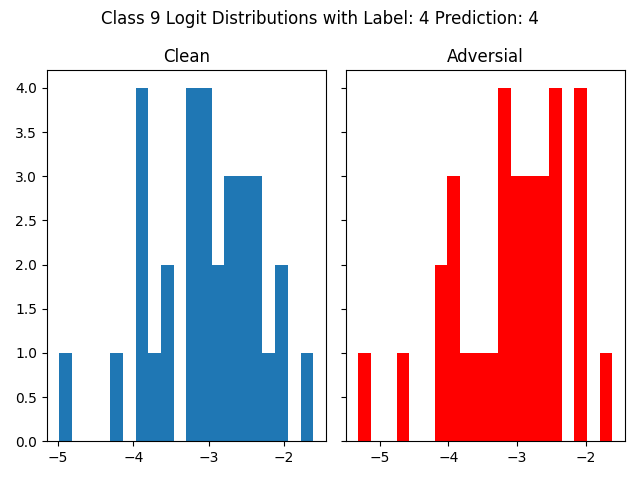 Class 9 Logit Distributions with Label: 4 Prediction: 4
Clean
Adversial
4.0
3.5
3.0
2.5
2.0
1.5
1.0
0.5
0.0
−5 −4 −3 −2
−5 −4 −3 −2